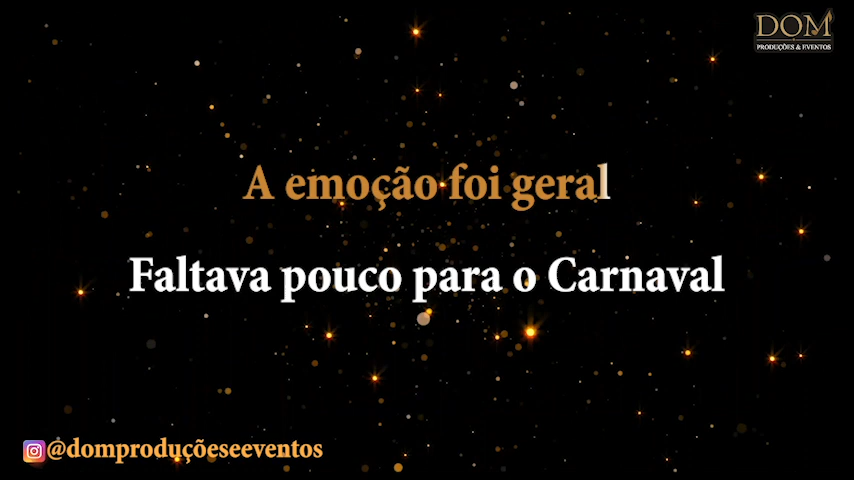 DOM
PRODUÇÕES & EVENTOS
A emoção foi geral
Faltava pouco para o Carnaval
@domproduçõeseeventos